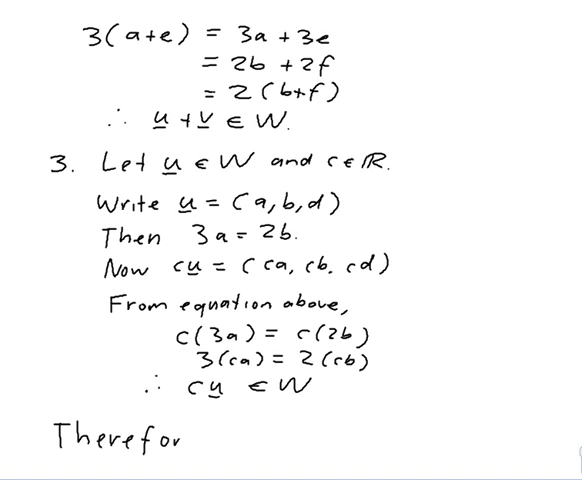 3(a+e) = 3a + 3e
= 2b + 2f
= 2(b+f)
∴ u + v ∈ W.
3. Let u ∈ W and c∈ℝ.
Write u = (a, b, d)
Then 3a = 2b.
Now cu = (ca, cb, cd)
From equation above,
c(3a) = c(2b)
3(ca) = 2(cb)
∴ cu ∈ W
Therefor